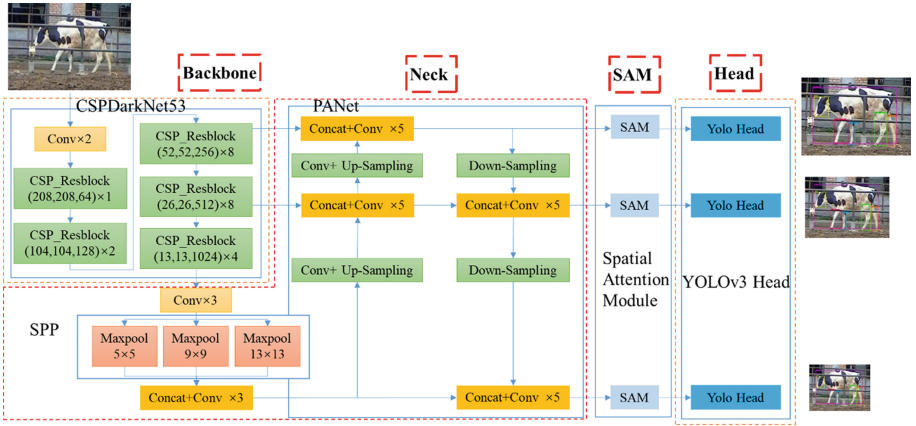 Backbone
Neck
SAM
Head
CSPDarkNet53
PANet
Conv×2
CSP_Resblock
(208,208,64)×1
CSP_Resblock
(104,104,128)×2
CSP_Resblock
(52,52,256)×8
CSP_Resblock
(26,26,512)×8
CSP_Resblock
(13,13,1024)×4
Conv×3
SPP
Maxpool
5×5
Maxpool
9×9
Maxpool
13×13
Concat+Conv ×3
Concat+Conv ×5
Conv+ Up-Sampling
Concat+Conv ×5
Conv+ Up-Sampling
Down-Sampling
Concat+Conv ×5
Down-Sampling
Concat+Conv ×5
SAM
SAM
Spatial
Attention
Module
SAM
Yolo Head
Yolo Head
YOLOv3 Head
Yolo Head